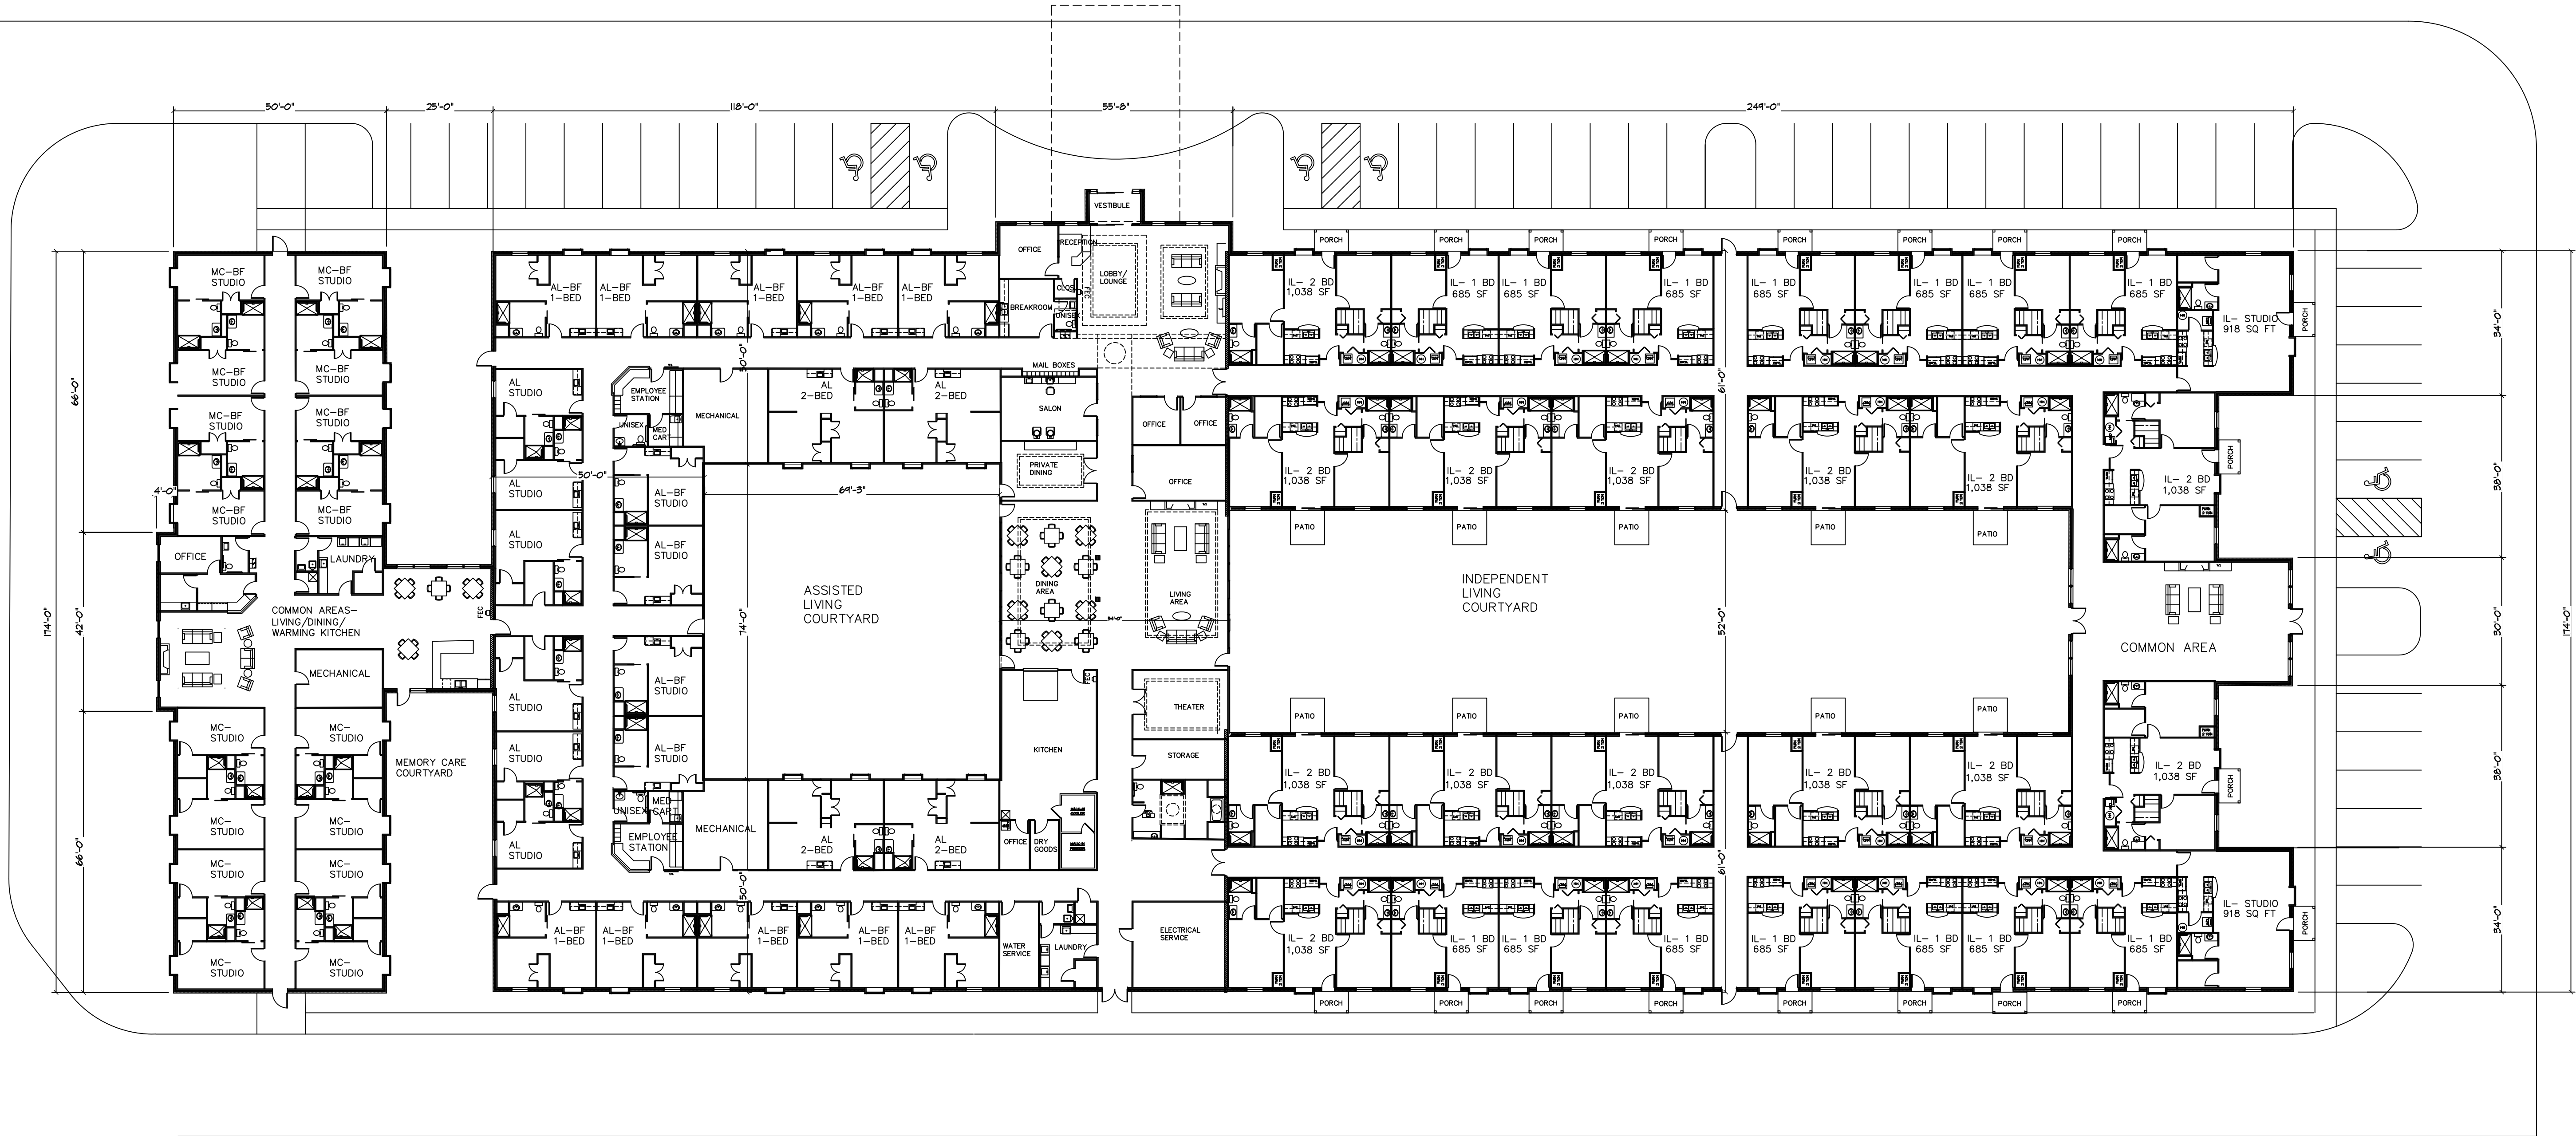 50'-0"
25'-0"
118'-0"
55'-8"
249'-0"
VESTIBULE
OFFICE
RECEPTION
LOBBY/
LOUNGE
CLOS
FEC
BREAKROOM
UNISEX
MAIL BOXES
PORCH
PORCH
PORCH
PORCH
PORCH
PORCH
PORCH
PORCH
MC-BF
STUDIO
MC-BF
STUDIO
AL-BF
1-BED
AL-BF
1-BED
AL-BF
1-BED
AL-BF
1-BED
AL-BF
1-BED
IL- 2 BD
1,038 SF
IL- 1 BD
685 SF
IL- 1 BD
685 SF
IL- 1 BD
685 SF
IL- 1 BD
685 SF
IL- 1 BD
685 SF
IL- 1 BD
685 SF
IL- 1 BD
685 SF
IL- STUDIO
918 SQ FT
PORCH
34'-0"
MC-BF
STUDIO
MC-BF
STUDIO
66'-0"
50'-0"
61'-0"
AL
STUDIO
EMPLOYEE
STATION
UNISEX
MED
CART
MECHANICAL
AL
2-BED
AL
2-BED
SALON
OFFICE
OFFICE
MC-BF
STUDIO
MC-BF
STUDIO
PRIVATE
DINING
OFFICE
IL- 2 BD
1,038 SF
IL- 2 BD
1,038 SF
IL- 2 BD
1,038 SF
IL- 2 BD
1,038 SF
IL- 2 BD
1,038 SF
IL- 2 BD
1,038 SF
PORCH
38'-0"
4'-0"
50'-0"
69'-3"
AL
STUDIO
AL-BF
STUDIO
MC-BF
STUDIO
MC-BF
STUDIO
PATIO
PATIO
PATIO
PATIO
PATIO
AL
STUDIO
AL-BF
STUDIO
OFFICE
LAUNDRY
174'-0"
42'-0"
COMMON AREAS-
LIVING/DINING/
WARMING KITCHEN
FEC
ASSISTED
LIVING
COURTYARD
74'-0"
DINING
AREA
LIVING
AREA
54'-0"
INDEPENDENT
LIVING
COURTYARD
52'-0"
COMMON AREA
30'-0"
174'-0"
MECHANICAL
AL
STUDIO
AL-BF
STUDIO
FEC
THEATER
PATIO
PATIO
PATIO
PATIO
PATIO
MC-
STUDIO
MC-
STUDIO
MEMORY CARE
COURTYARD
AL
STUDIO
AL-BF
STUDIO
KITCHEN
STORAGE
IL- 2 BD
1,038 SF
IL- 2 BD
1,038 SF
IL- 2 BD
1,038 SF
IL- 2 BD
1,038 SF
IL- 2 BD
1,038 SF
IL- 2 BD
1,038 SF
PORCH
38'-0"
MC-
STUDIO
MC-
STUDIO
66'-0"
AL
STUDIO
UNISEX
MED
CART
EMPLOYEE
STATION
MECHANICAL
AL
2-BED
AL
2-BED
OFFICE
DRY
GOODS
61'-0"
MC-
STUDIO
MC-
STUDIO
50'-0"
AL-BF
1-BED
AL-BF
1-BED
AL-BF
1-BED
AL-BF
1-BED
AL-BF
1-BED
WATER
SERVICE
LAUNDRY
ELECTRICAL
SERVICE
IL- 2 BD
1,038 SF
IL- 1 BD
685 SF
IL- 1 BD
685 SF
IL- 1 BD
685 SF
IL- 1 BD
685 SF
IL- 1 BD
685 SF
IL- 1 BD
685 SF
IL- 1 BD
685 SF
IL- STUDIO
918 SQ FT
PORCH
34'-0"
MC-
STUDIO
MC-
STUDIO
PORCH
PORCH
PORCH
PORCH
PORCH
PORCH
PORCH
PORCH